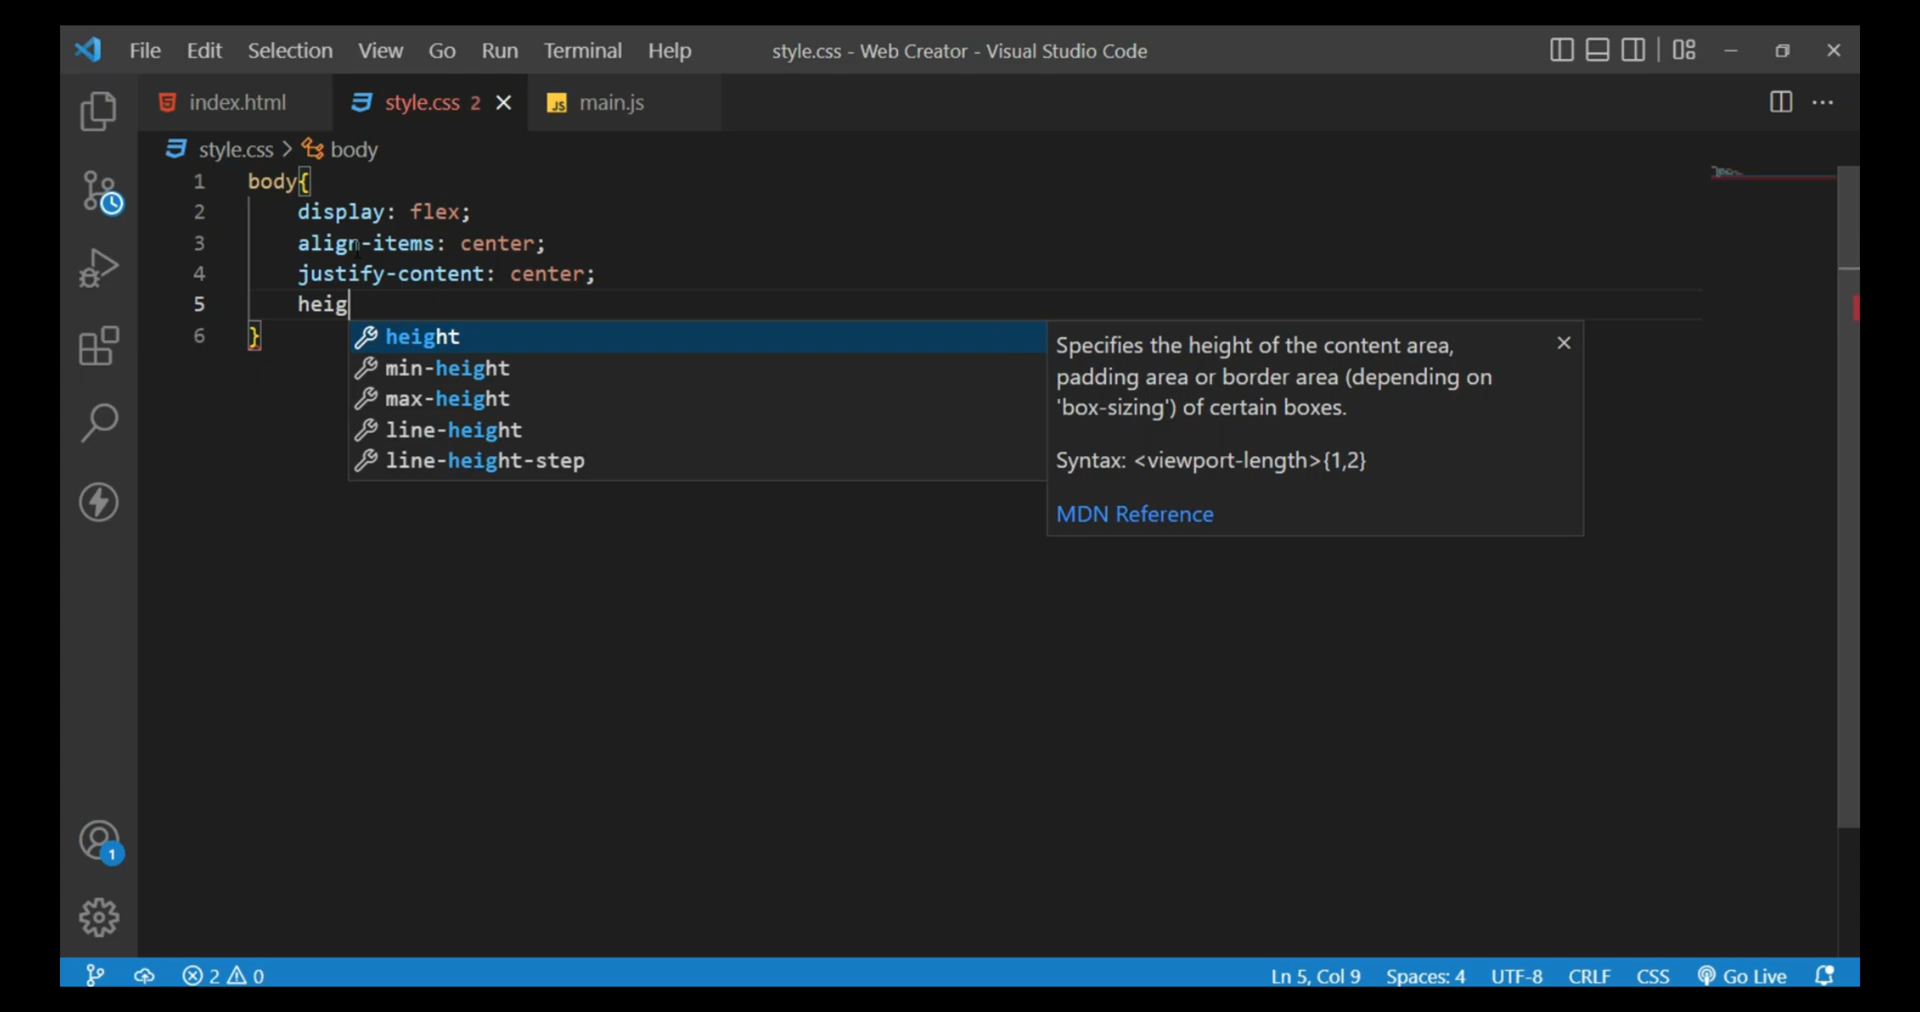 File Edit Selection View Go Run Terminal Help style.css - Web Creator - Visual Studio Code
index.html style.css 2 JS main.js
style.css > body
1 body{
2 display: flex;
3 align-items: center;
4 justify-content: center;
5 heig
6 }
height
min-height
max-height
line-height
line-height-step
Specifies the height of the content area,
padding area or border area (depending on
'box-sizing') of certain boxes.
Syntax: <viewport-length>{1,2}
MDN Reference
1
2 0 Ln 5, Col 9 Spaces: 4 UTF-8 CRLF CSS Go Live